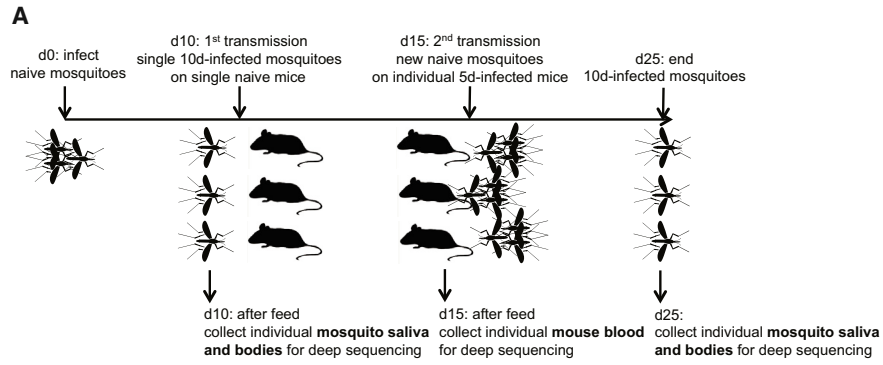 A
d0: infect
naive mosquitoes
d10: 1st transmission
single 10d-infected mosquitoes
on single naive mice
d15: 2nd transmission
new naive mosquitoes
on individual 5d-infected mice
d25: end
10d-infected mosquitoes
d10: after feed
collect individual mosquito saliva
and bodies for deep sequencing
d15: after feed
collect individual mouse blood
for deep sequencing
d25:
collect individual mosquito saliva
and bodies for deep sequencing